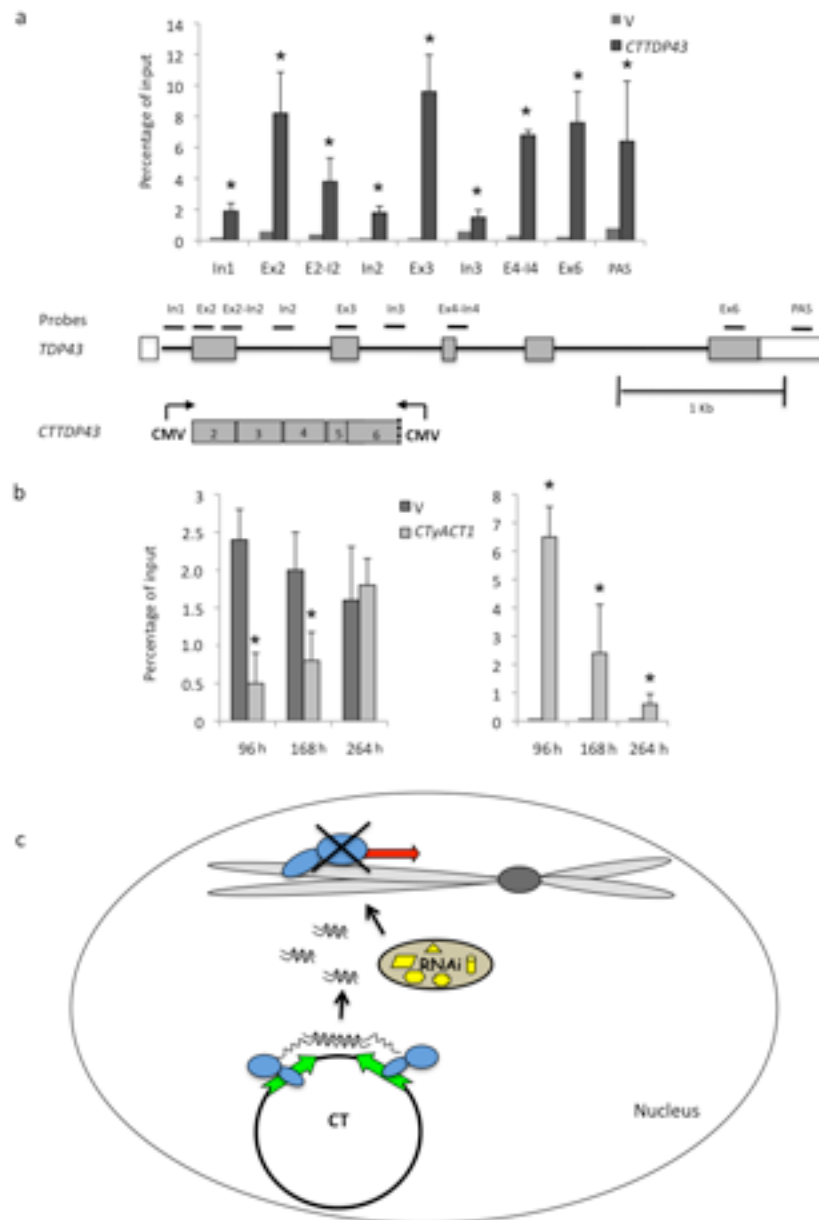 a
V
CTTDP43
14
12
10
8
6
4
2
0
Percentage of input
In1 Ex2 E2-I2 In2 Ex3 In3 E4-I4 Ex6 PAS
Probes In1 Ex2 Ex2-In2 In2 Ex3 In3 Ex4-In4 Ex6 PAS
TDP43
1 Kb
CTTDP43 CMV 2 3 4 5 6 CMV
b
V
CTyACT1
3
2.5
2
1.5
1
0.5
0
Percentage of input
96 h 168 h 264 h
8
7
6
5
4
3
2
1
0
96 h 168 h 264 h
c
RNAi
CT
Nucleus